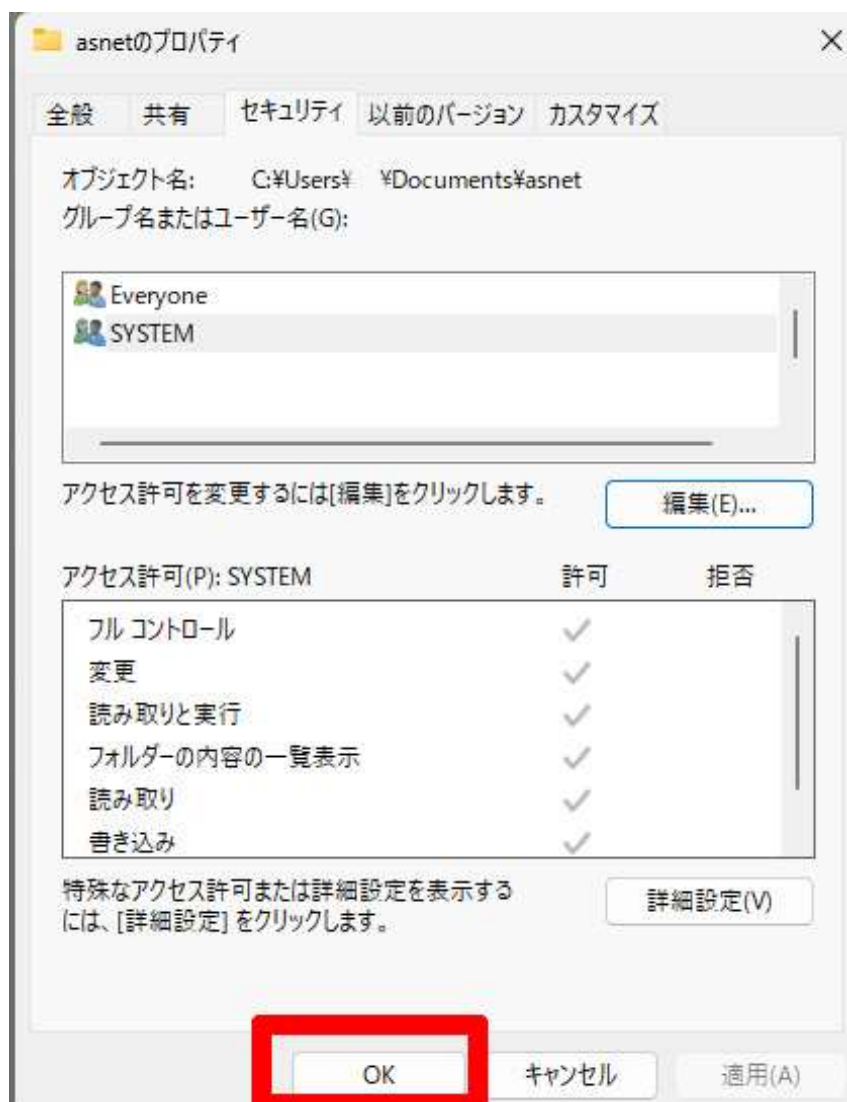 asnetのプロパティ
全般 共有 セキュリティ 以前のバージョン カスタマイズ
オブジェクト名: C:¥Users¥ ¥Documents¥asnet
グループ名またはユーザー名(G):
Everyone
SYSTEM
アクセス許可を変更するには[編集]をクリックします。 編集(E)...
アクセス許可(P): SYSTEM 許可 拒否
フル コントロール
変更
読み取りと実行
フォルダーの内容の一覧表示
読み取り
書き込み
特殊なアクセス許可または詳細設定を表示する
には、[詳細設定] をクリックします。 詳細設定(V)
OK キャンセル 適用(A)